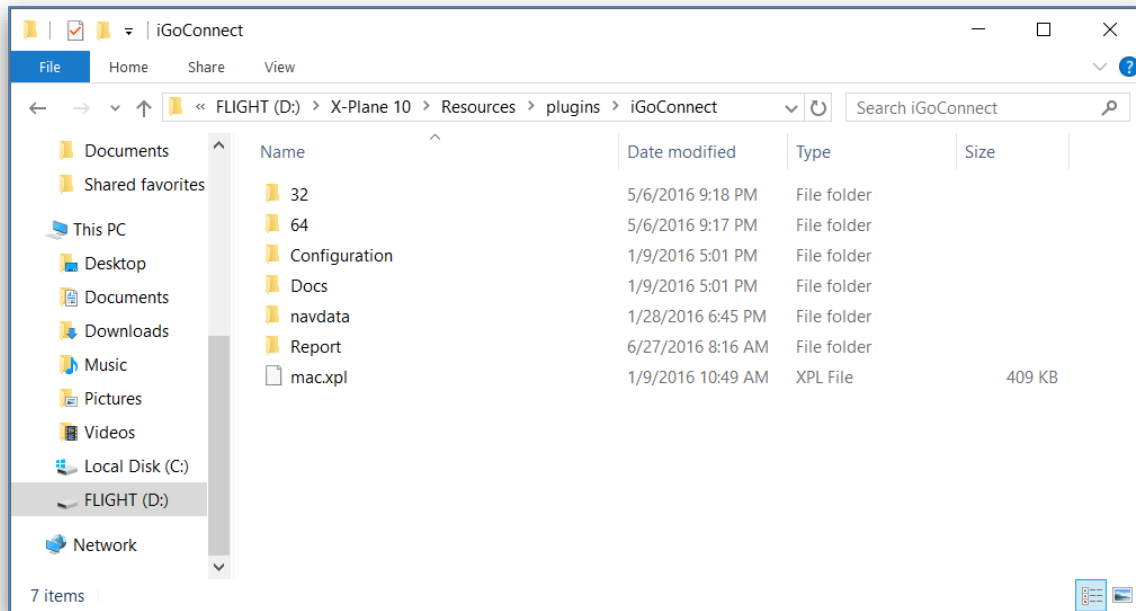 iGoConnect
File Home Share View ?
« FLIGHT (D:) > X-Plane 10 > Resources > plugins > iGoConnect Search iGoConnect
Documents
Shared favorites
This PC
Desktop
Documents
Downloads
Music
Pictures
Videos
Local Disk (C:)
FLIGHT (D:)
Network
Name Date modified Type Size
32 5/6/2016 9:18 PM File folder
64 5/6/2016 9:17 PM File folder
Configuration 1/9/2016 5:01 PM File folder
Docs 1/9/2016 5:01 PM File folder
navdata 1/28/2016 6:45 PM File folder
Report 6/27/2016 8:16 AM File folder
mac.xpl 1/9/2016 10:49 AM XPL File 409 KB
7 items